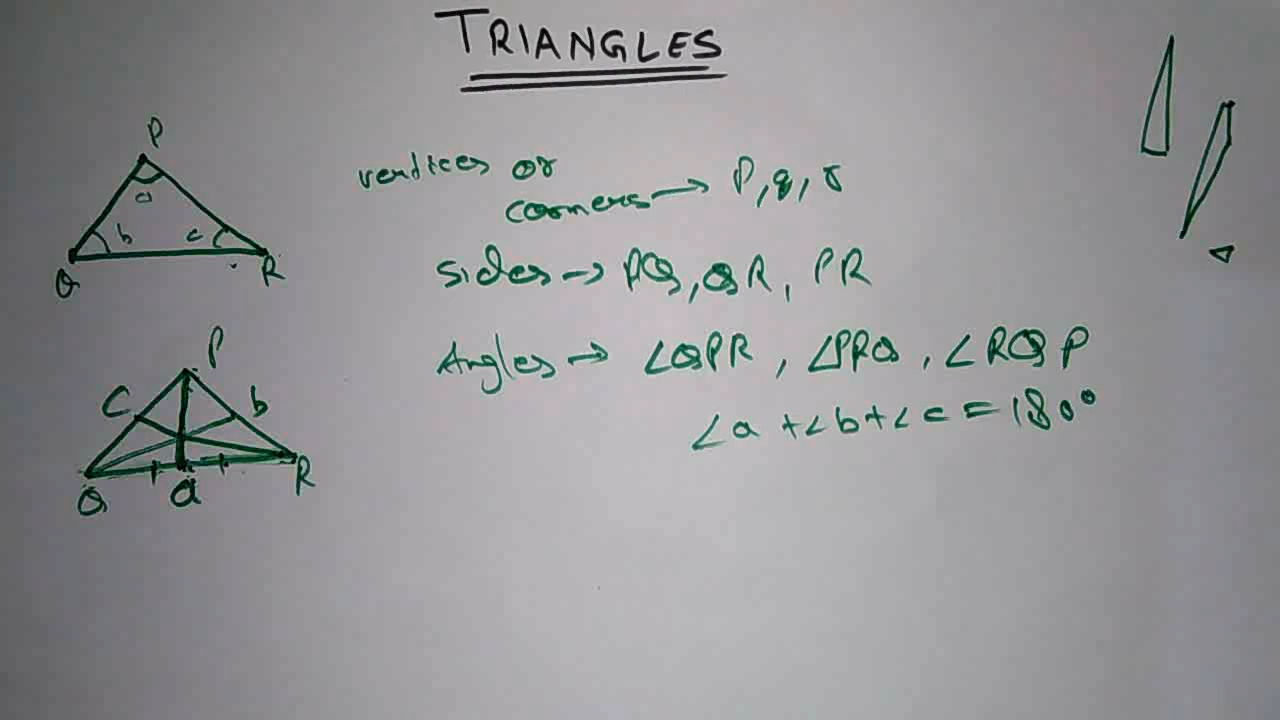 TRIANGLES
P
a
b
c
Q
R
vertices or
corners → P, q, r
sides → PQ, QR, PR
Angles → ∠QPR, ∠PRQ, ∠RQP
∠a + ∠b + ∠c = 180°
P
C
b
Q
a
R